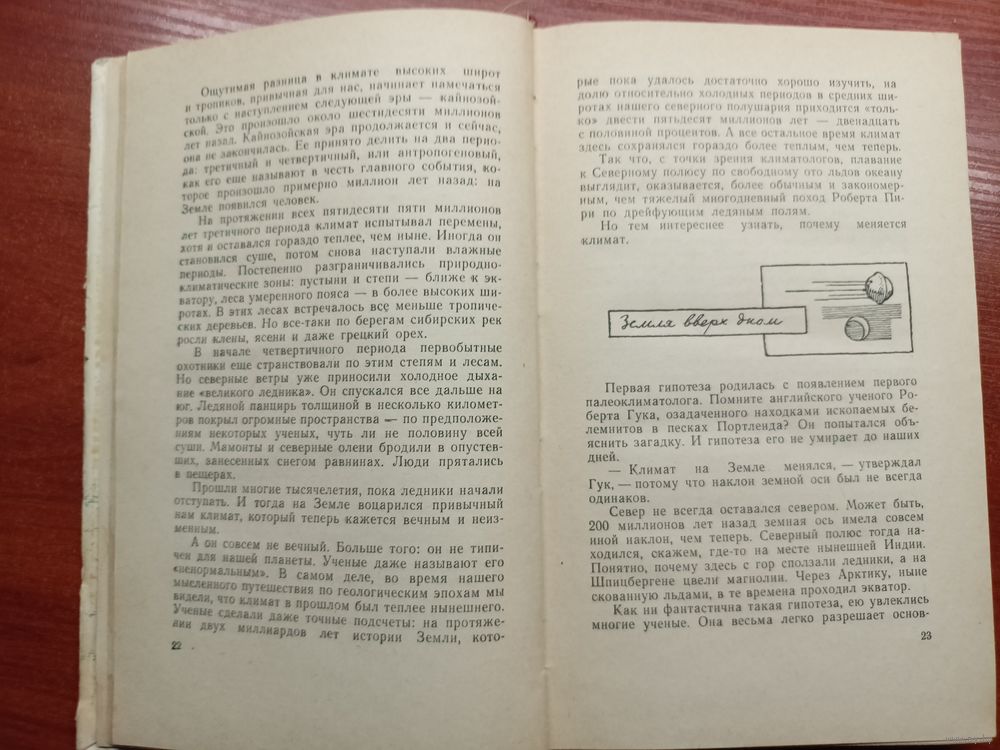 Ощутимая разница в климате высоких широт
и тропиков, привычная для нас, начинает намечаться
только с наступлением следующей эры — кайнозой-
ской. Это произошло около шестидесяти миллионов
лет назад. Кайнозойская эра продолжается и сейчас,
она не закончилась. Ее принято делить на два перио-
да: третичный и четвертичный, или антропогеновый,
как его еще называют в честь главного события, ко-
торое произошло примерно миллион лет назад: на
Земле появился человек.
На протяжении всех пятидесяти пяти миллионов
лет третичного периода климат испытывал перемены,
хотя и оставался гораздо теплее, чем ныне. Иногда он
становился суше, потом снова наступали влажные
периоды. Постепенно разграничивались природно-
климатические зоны: пустыни и степи — ближе к эк-
ватору, леса умеренного пояса — в более высоких ши-
ротах. В этих лесах встречалось все меньше тропиче-
ских деревьев. Но все-таки по берегам сибирских рек
росли клены, ясени и даже грецкий орех.
В начале четвертичного периода первобытные
охотники еще странствовали по этим степям и лесам.
Но северные ветры уже приносили холодное дыха-
ние «великого ледника». Он спускался все дальше на
юг. Ледяной панцирь толщиной в несколько километ-
ров покрыл огромные пространства — по предположе-
ниям некоторых ученых, чуть ли не половину всей
суши. Мамонты и северные олени бродили в опустев-
ших, занесенных снегом равнинах. Люди прятались
в пещерах.
Прошли многие тысячелетия, пока ледники начали
отступать. И тогда на Земле воцарился привычный
нам климат, который теперь кажется вечным и неиз-
менным.
А он совсем не вечный. Больше того: он не типи-
чен для нашей планеты. Ученые даже называют его
«ненормальным». В самом деле, во время нашего
мысленного путешествия по геологическим эпохам мы
видели, что климат в прошлом был теплее нынешнего.
Ученые сделали даже точные подсчеты: на протяже-
нии двух миллиардов лет истории Земли, кото-
22
рые пока удалось достаточно хорошо изучить, на
долю относительно холодных периодов в средних ши-
ротах нашего северного полушария приходится «толь-
ко» двести пятьдесят миллионов лет — двенадцать
с половиной процентов. А все остальное время климат
здесь сохранялся гораздо более теплым, чем теперь.
Так что, с точки зрения климатологов, плавание
к Северному полюсу по свободному ото льдов океану
выглядит, оказывается, более обычным и закономер-
ным, чем тяжелый многодневный поход Роберта Пи-
ри по дрейфующим ледяным полям.
Но тем интереснее узнать, почему меняется
климат.
Земля вверх дном
Первая гипотеза родилась с появлением первого
палеоклиматолога. Помните английского ученого Ро-
берта Гука, озадаченного находками ископаемых бе-
лемнитов в песках Портленда? Он попытался объ-
яснить загадку. И гипотеза его не умирает до наших
дней.
— Климат на Земле менялся, — утверждал
Гук, — потому что наклон земной оси был не всегда
одинаков.
Север не всегда оставался севером. Может быть,
200 миллионов лет назад земная ось имела совсем
иной наклон, чем теперь. Северный полюс тогда на-
ходился, скажем, где-то на месте нынешней Индии.
Понятно, почему здесь с гор сползали ледники, а на
Шпицбергене цвели магнолии. Через Арктику, ныне
скованную льдами, в те времена проходил экватор.
Как ни фантастична такая гипотеза, ею увлеклись
многие ученые. Она весьма легко разрешает основ-
23